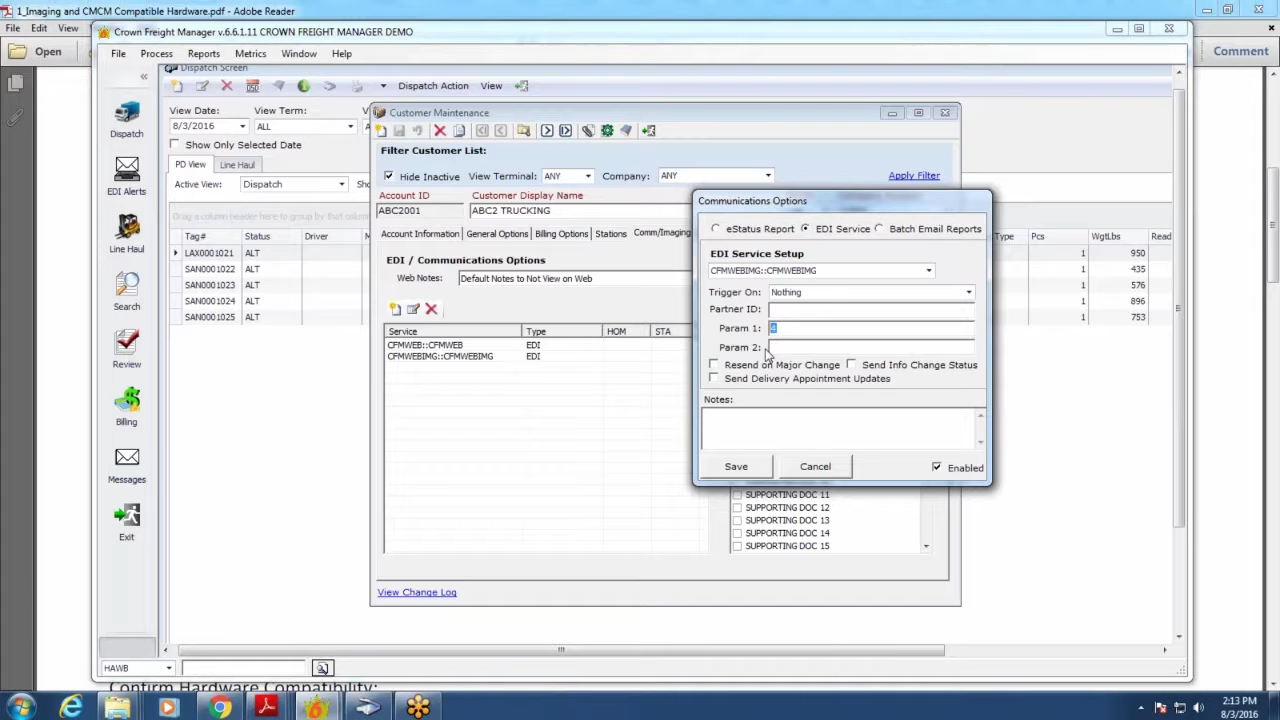 1_Imaging and CMCM Compatible Hardware.pdf - Adobe Reader
File Edit View
Open
Comment
Crown Freight Manager v.6.6.1.11 CROWN FREIGHT MANAGER DEMO
File Process Reports Metrics Window Help
Dispatch Screen
Dispatch Action View
View Date: View Term:
8/3/2016 ALL
Show Only Selected Date
PD View Line Haul
Active View: Dispatch
Drag a column header here to group by that
Tag# Status Driver Type Pcs WgtLbs
LAX0001021 ALT 1 950
SAN0001022 ALT 1 435
SAN0001023 ALT 1 576
SAN0001024 ALT 1 896
SAN0001025 ALT 1 753
Dispatch
EDI Alerts
Line Haul
Search
Review
Billing
Messages
Exit
HAWB
Customer Maintenance
Filter Customer List:
Hide Inactive View Terminal: ANY Company: ANY Apply Filter
Account ID Customer Display Name
ABC2001 ABC2 TRUCKING
Account Information General Options Billing Options Stations Comm/Imaging
EDI / Communications Options
Web Notes: Default Notes to Not View on Web
Service Type HOM STA
CFMWEB::CFMWEB EDI
CFMWEBIMG::CFMWEBIMG EDI
SUPPORTING DOC 11
SUPPORTING DOC 12
SUPPORTING DOC 13
SUPPORTING DOC 14
SUPPORTING DOC 15
View Change Log
Communications Options
eStatus Report EDI Service Batch Email Reports
EDI Service Setup
CFMWEBIMG::CFMWEBIMG
Trigger On: Nothing
Partner ID:
Param 1: 4
Param 2:
Resend on Major Change Send Info Change Status
Send Delivery Appointment Updates
Notes:
Save Cancel Enabled
Confirm Hardware Compatibility:
2:13 PM
8/3/2016